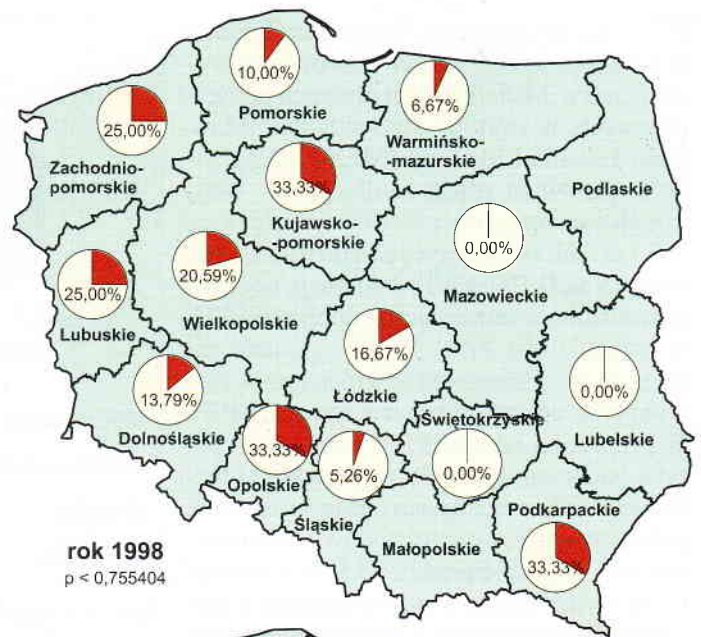 10,00%
Pomorskie
6,67%
Warmińsko-
-mazurskie
25,00%
Zachodnio-
pomorskie
33,33%
Kujawsko-
-pomorskie
Podlaskie
0,00%
Mazowieckie
20,59%
Wielkopolskie
25,00%
Lubuskie
16,67%
Łódzkie
13,79%
Dolnośląskie
0,00%
Lubelskie
33,33%
Opolskie
5,26%
Śląskie
Świętokrzyskie
0,00%
Małopolskie
Podkarpackie
33,33%
rok 1998
p < 0,755404